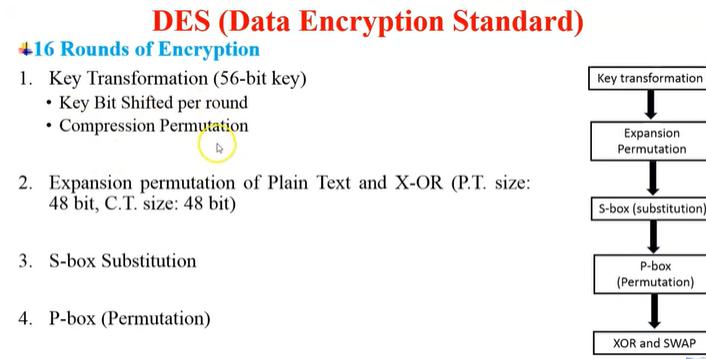 DES (Data Encryption Standard)
16 Rounds of Encryption
1. Key Transformation (56-bit key)
• Key Bit Shifted per round
• Compression Permutation
2. Expansion permutation of Plain Text and X-OR (P.T. size:
48 bit, C.T. size: 48 bit)
3. S-box Substitution
4. P-box (Permutation)
Key transformation
Expansion
Permutation
S-box (substitution)
P-box
(Permutation)
XOR and SWAP